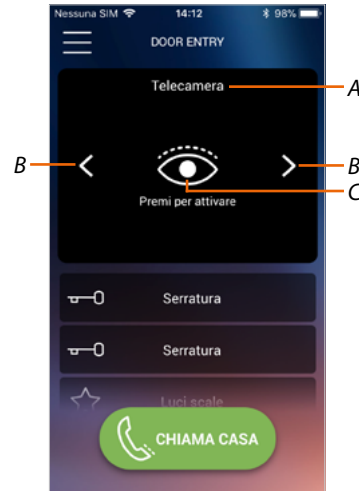 Nessuna SIM 14:12 98%
DOOR ENTRY
Telecamera
A
B
B
C
Premi per attivare
Serratura
Serratura
Luci scale
CHIAMA CASA